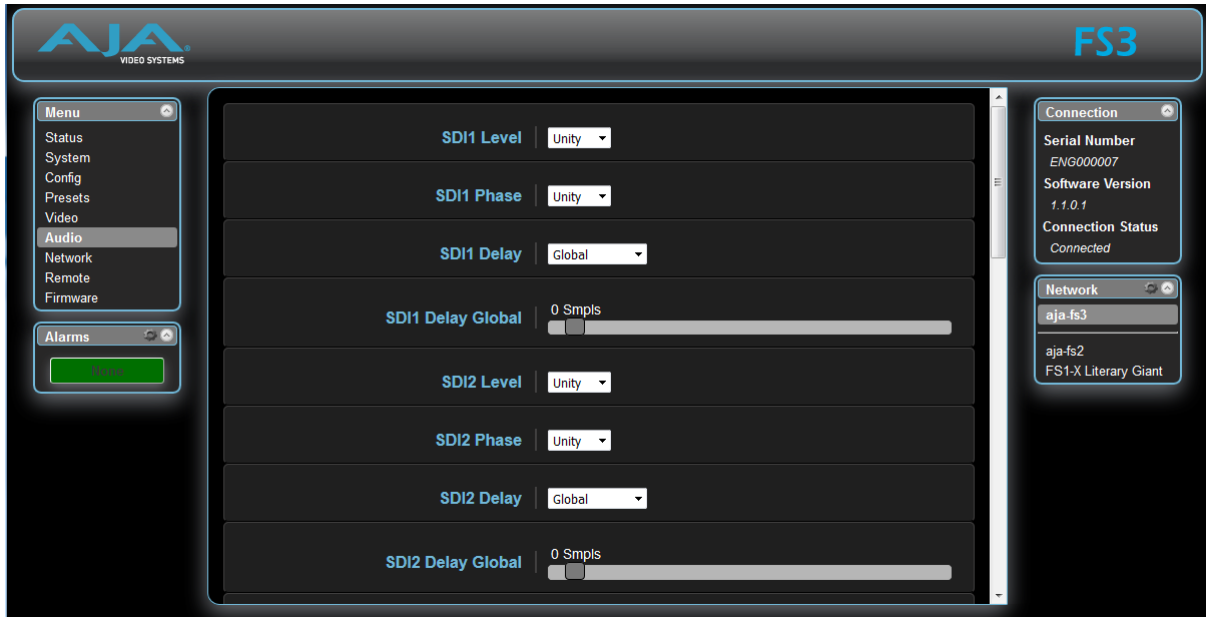 AJA
VIDEO SYSTEMS
FS3
Menu
Status
System
Config
Presets
Video
Audio
Network
Remote
Firmware
Alarms
None
SDI1 Level Unity
SDI1 Phase Unity
SDI1 Delay Global
SDI1 Delay Global 0 Smpls
SDI2 Level Unity
SDI2 Phase Unity
SDI2 Delay Global
SDI2 Delay Global 0 Smpls
Connection
Serial Number
ENG000007
Software Version
1.1.0.1
Connection Status
Connected
Network
aja-fs3
aja-fs2
FS1-X Literary Giant